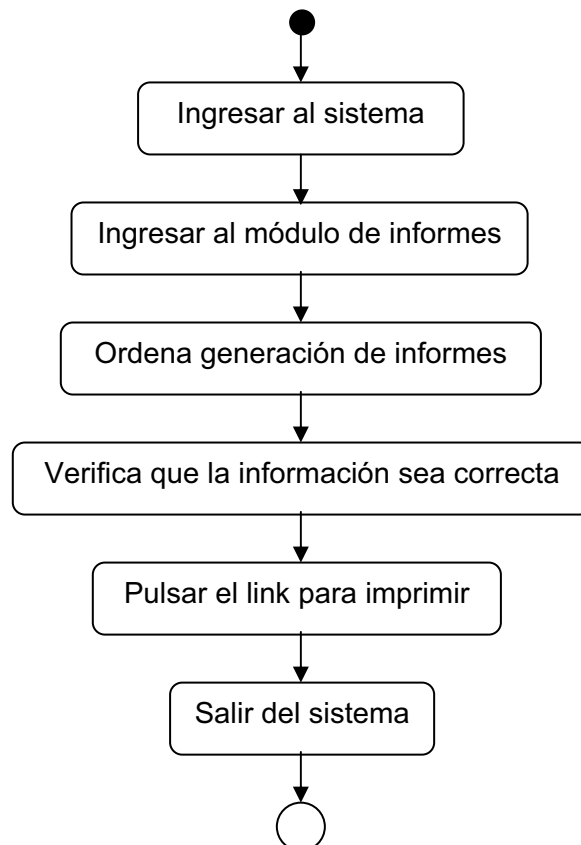 Ingresar al sistema
Ingresar al módulo de informes
Ordena generación de informes
Verifica que la información sea correcta
Pulsar el link para imprimir
Salir del sistema